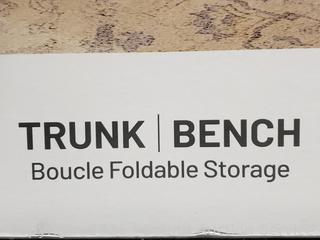 TRUNK | BENCH
Boucle Foldable Storage